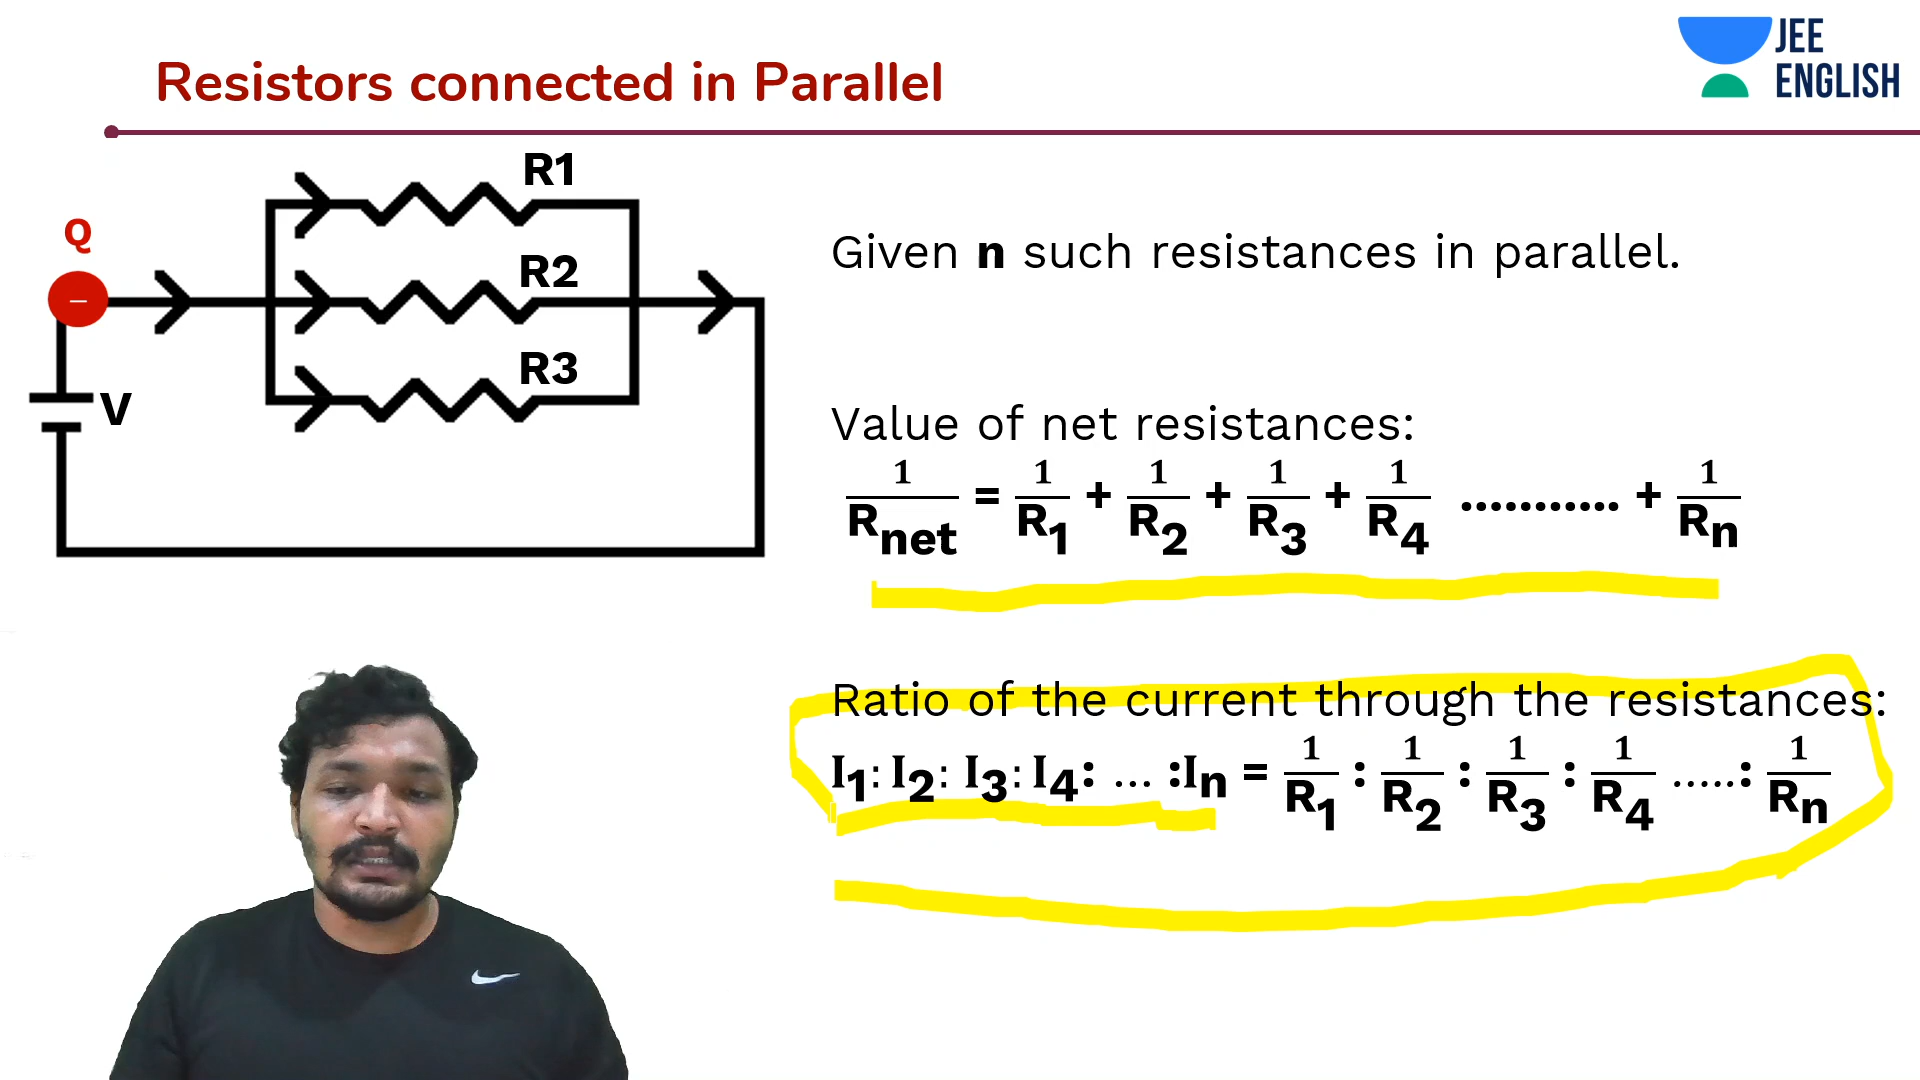 Resistors connected in Parallel
JEE
ENGLISH
R1
Q
–
R2
R3
V
Given n such resistances in parallel.
Value of net resistances:
1/Rnet = 1/R1 + 1/R2 + 1/R3 + 1/R4 ........... + 1/Rn
Ratio of the current through the resistances:
I1: I2: I3: I4: ... :In = 1/R1 : 1/R2 : 1/R3 : 1/R4 .....: 1/Rn